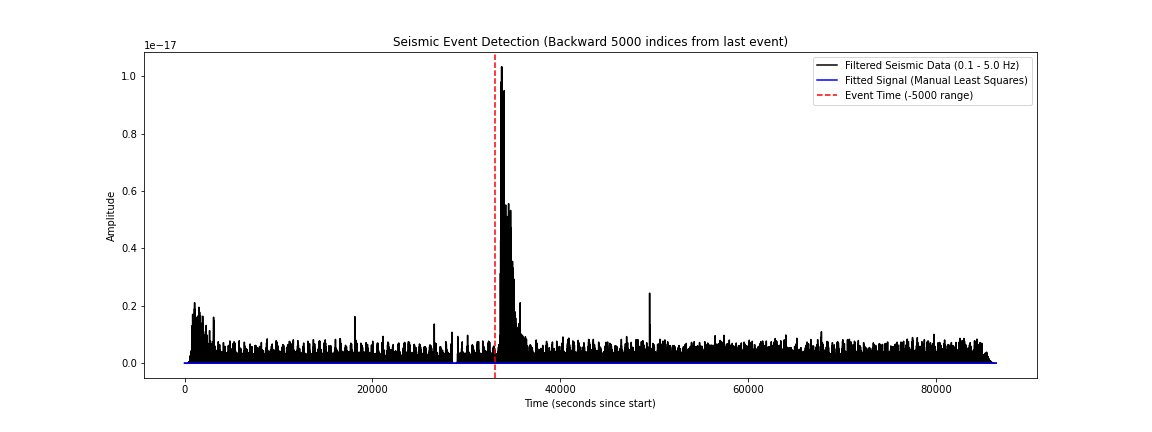 Seismic Event Detection (Backward 5000 indices from last event)
1e−17
Filtered Seismic Data (0.1 - 5.0 Hz)
Fitted Signal (Manual Least Squares)
Event Time (-5000 range)
1.0
0.8
0.6
0.4
0.2
0.0
Amplitude
0 20000 40000 60000 80000
Time (seconds since start)